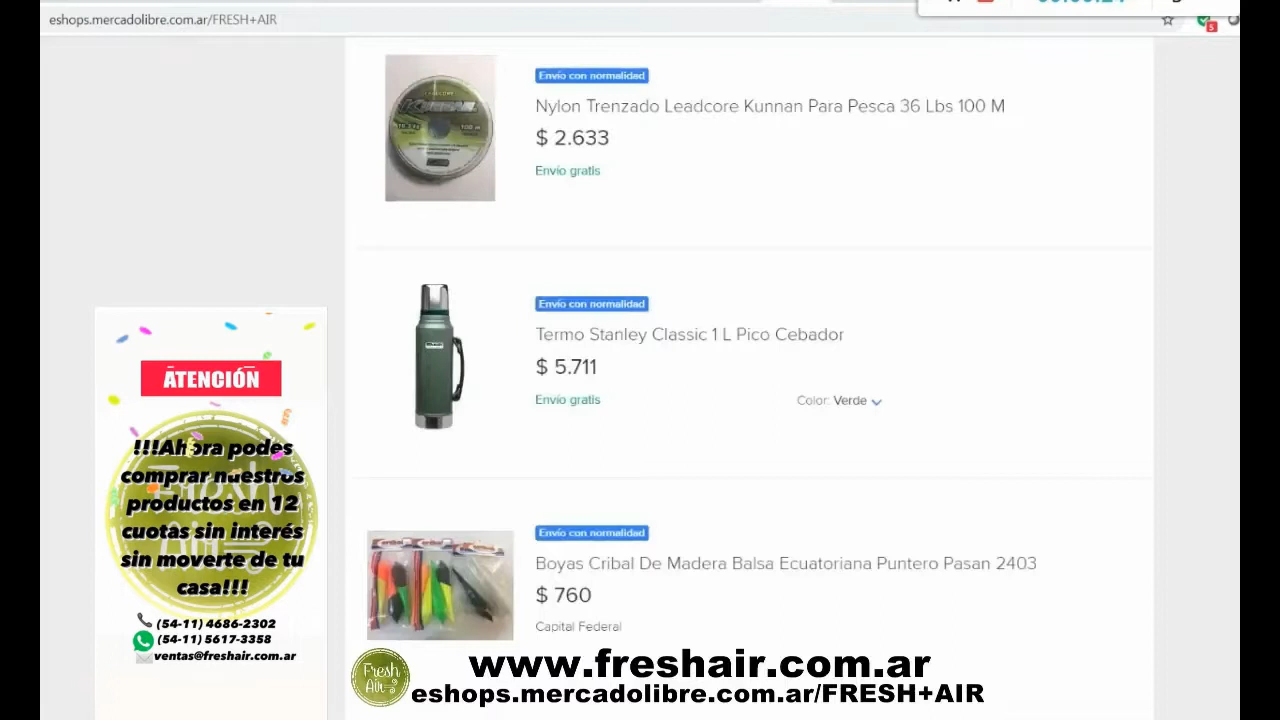 eshops.mercadolibre.com.ar/FRESH+AIR
Envío con normalidad
Nylon Trenzado Leadcore Kunnan Para Pesca 36 Lbs 100 M
$ 2.633
Envío gratis
Envío con normalidad
Termo Stanley Classic 1 L Pico Cebador
$ 5.711
Envío gratis
Color: Verde
Envío con normalidad
Boyas Cribal De Madera Balsa Ecuatoriana Puntero Pasan 2403
$ 760
Capital Federal
ATENCIÓN
!!!Ahora podes
comprar nuestros
productos en 12
cuotas sin interés
sin moverte de tu
casa!!!
(54-11) 4686-2302
(54-11) 5617-3358
ventas@freshair.com.ar
Fresh
Air
www.freshair.com.ar
eshops.mercadolibre.com.ar/FRESH+AIR